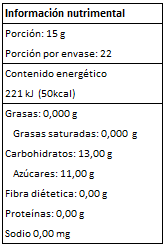 Información nutrimental
Porción: 15 g
Porción por envase: 22
Contenido energético
221 kJ (50kcal)
Grasas: 0,000 g
Grasas saturadas: 0,000 g
Carbohidratos: 13,00 g
Azúcares: 11,00 g
Fibra diétetica: 0,00 g
Proteínas: 0,00 g
Sodio 0,00 mg